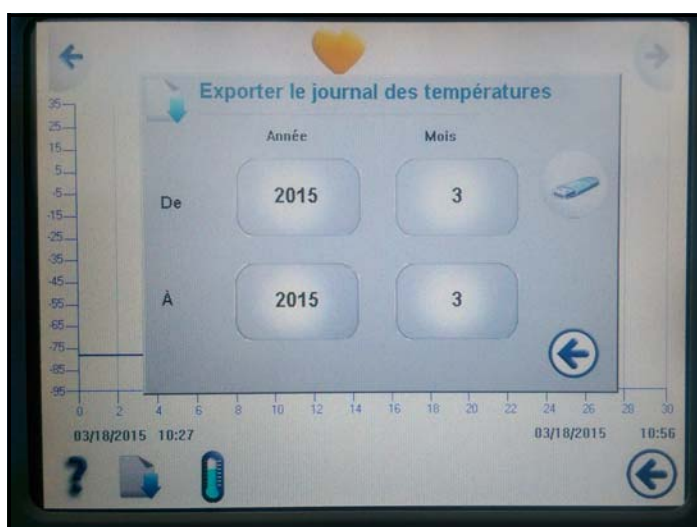 Exporter le journal des températures
Année Mois
De 2015 3
À 2015 3
35
25
15
5
-5
-15
-25
-35
-45
-55
-65
-75
-85
-95
0 2 4 6 8 10 12 14 16 18 20 22 24 26 28 30
03/18/2015 10:27 03/18/2015 10:56
?